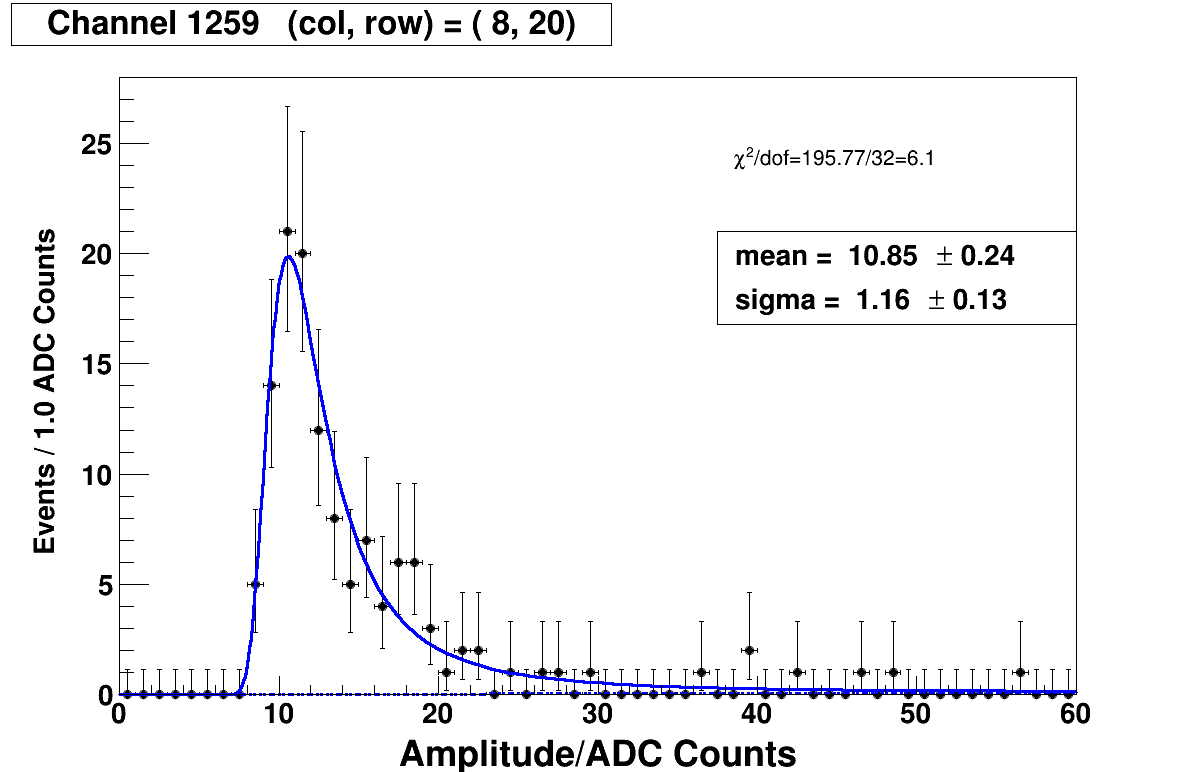 Channel 1259 (col, row) = ( 8, 20)
χ²/dof=195.77/32=6.1
mean = 10.85 ± 0.24
sigma = 1.16 ± 0.13
Events / 1.0 ADC Counts
25
20
15
10
5
0
0 10 20 30 40 50 60
Amplitude/ADC Counts